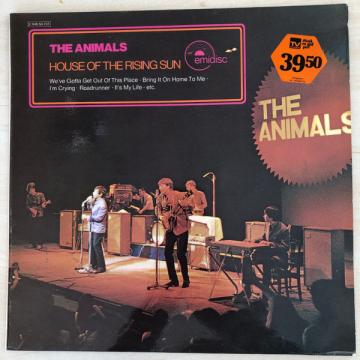 THE ANIMALS
HOUSE OF THE RISING SUN
emidisc
We've Gotta Get Out Of This Place · Bring It On Home To Me ·
I'm Crying · Roadrunner · It's My Life · etc.
39.50
THE
ANIMALS